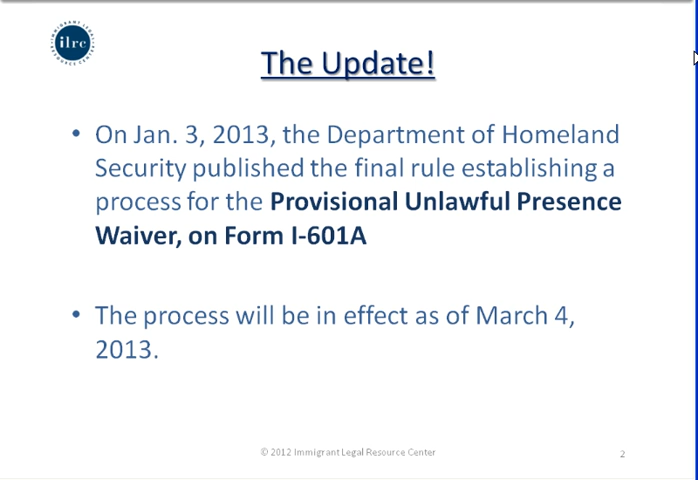 ilrc
The Update!
• On Jan. 3, 2013, the Department of Homeland
Security published the final rule establishing a
process for the Provisional Unlawful Presence
Waiver, on Form I-601A
• The process will be in effect as of March 4,
2013.
© 2012 Immigrant Legal Resource Center
2